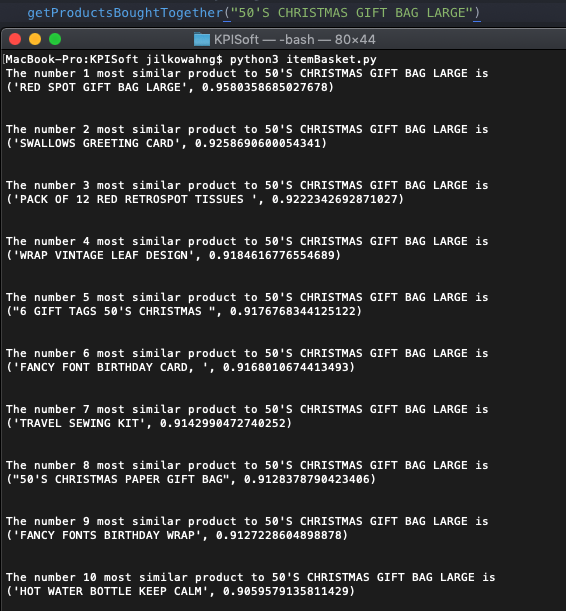 getProductsBoughtTogether("50'S CHRISTMAS GIFT BAG LARGE")
KPISoft — -bash — 80×44
[MacBook-Pro:KPISoft jilkowahng$ python3 itemBasket.py
The number 1 most similar product to 50'S CHRISTMAS GIFT BAG LARGE is
('RED SPOT GIFT BAG LARGE', 0.9580358685027678)
The number 2 most similar product to 50'S CHRISTMAS GIFT BAG LARGE is
('SWALLOWS GREETING CARD', 0.9258690600054341)
The number 3 most similar product to 50'S CHRISTMAS GIFT BAG LARGE is
('PACK OF 12 RED RETROSPOT TISSUES ', 0.9222342692871027)
The number 4 most similar product to 50'S CHRISTMAS GIFT BAG LARGE is
('WRAP VINTAGE LEAF DESIGN', 0.9184616776554689)
The number 5 most similar product to 50'S CHRISTMAS GIFT BAG LARGE is
("6 GIFT TAGS 50'S CHRISTMAS ", 0.9176768344125122)
The number 6 most similar product to 50'S CHRISTMAS GIFT BAG LARGE is
('FANCY FONT BIRTHDAY CARD, ', 0.9168010674413493)
The number 7 most similar product to 50'S CHRISTMAS GIFT BAG LARGE is
('TRAVEL SEWING KIT', 0.9142990472740252)
The number 8 most similar product to 50'S CHRISTMAS GIFT BAG LARGE is
("50'S CHRISTMAS PAPER GIFT BAG", 0.9128378790423406)
The number 9 most similar product to 50'S CHRISTMAS GIFT BAG LARGE is
('FANCY FONTS BIRTHDAY WRAP', 0.9127228604898878)
The number 10 most similar product to 50'S CHRISTMAS GIFT BAG LARGE is
('HOT WATER BOTTLE KEEP CALM', 0.9059579135811429)